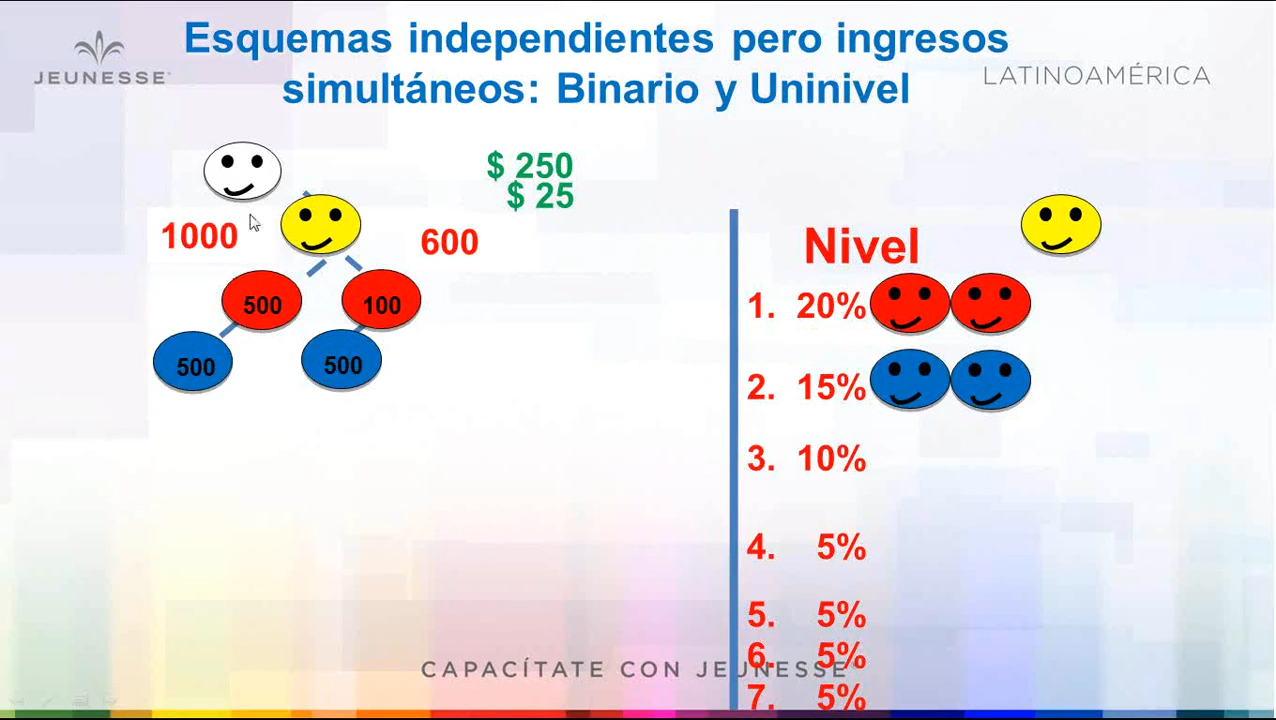 Esquemas independientes pero ingresos
simultáneos: Binario y Uninivel
JEUNESSE
LATINOAMÉRICA
$ 250
$ 25
1000
600
500
100
500
500
Nivel
1. 20%
2. 15%
3. 10%
4. 5%
5. 5%
6. 5%
7. 5%
CAPACÍTATE CON JEUNESSE